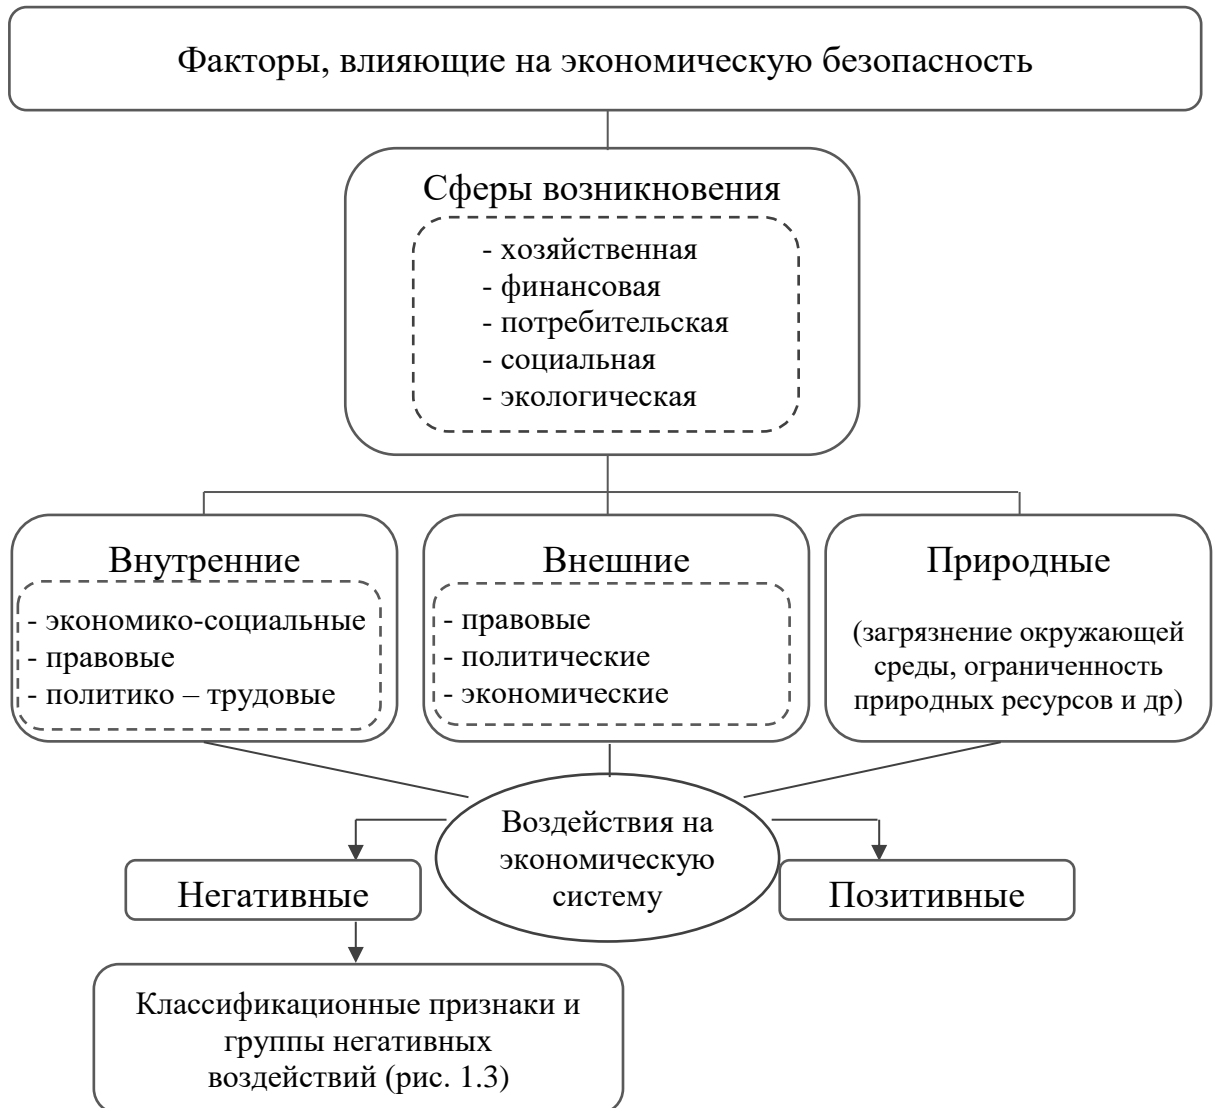 Факторы, влияющие на экономическую безопасность
Сферы возникновения
- хозяйственная
- финансовая
- потребительская
- социальная
- экологическая
Внутренние
- экономико-социальные
- правовые
- политико – трудовые
Внешние
- правовые
- политические
- экономические
Природные
(загрязнение окружающей
среды, ограниченность
природных ресурсов и др)
Воздействия на
экономическую
систему
Негативные
Позитивные
Классификационные признаки и
группы негативных
воздействий (рис. 1.3)